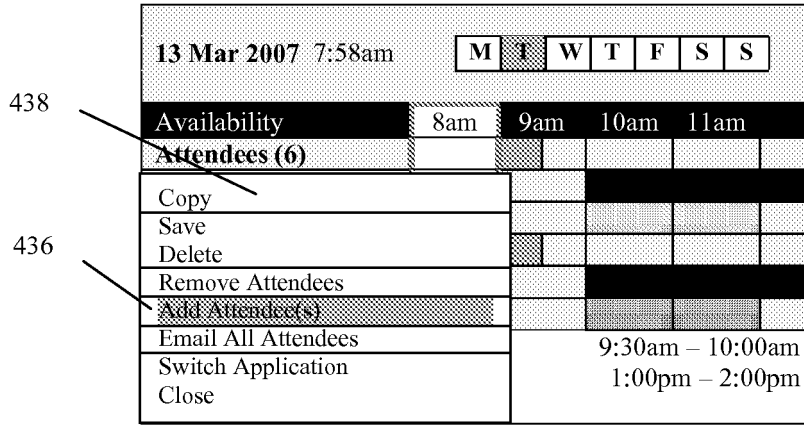 13 Mar 2007 7:58am M T W T F S S
438
Availability 8am 9am 10am 11am
Attendees (6)
Copy
Save
436
Delete
Remove Attendees
Add Attendee(s)
Email All Attendees
9:30am – 10:00am
Switch Application
1:00pm – 2:00pm
Close